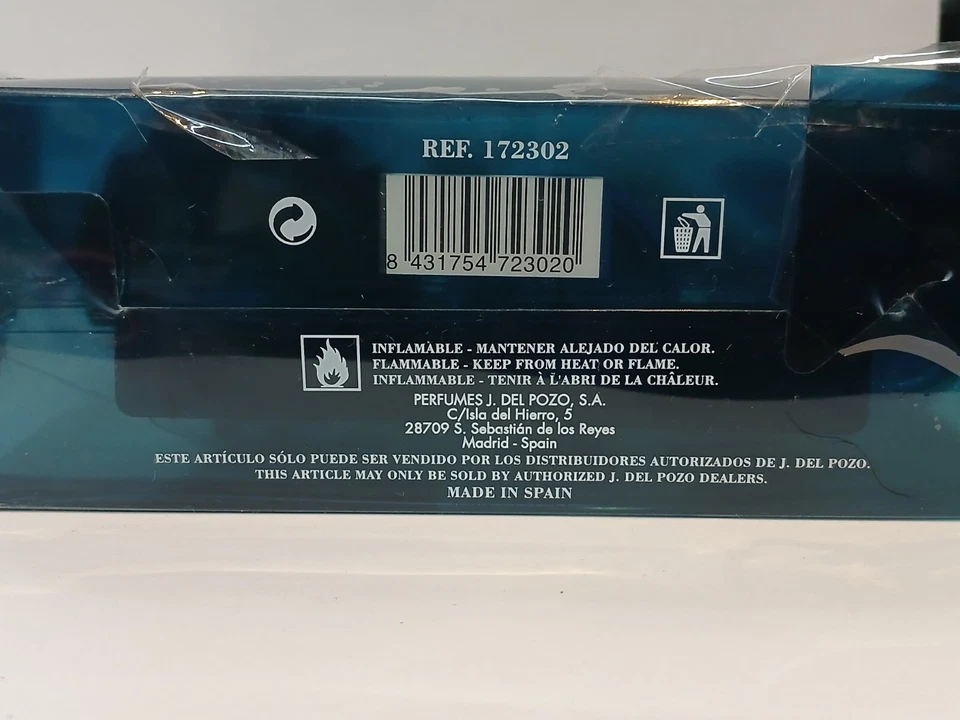 REF. 172302
8 431754 723020
INFLAMABLE - MANTENER ALEJADO DEL CALOR.
FLAMMABLE - KEEP FROM HEAT OR FLAME.
INFLAMMABLE - TENIR À L'ABRI DE LA CHÂLEUR.
PERFUMES J. DEL POZO, S.A.
C/Isla del Hierro, 5
28709 S. Sebastián de los Reyes
Madrid - Spain
ESTE ARTÍCULO SÓLO PUEDE SER VENDIDO POR LOS DISTRIBUIDORES AUTORIZADOS DE J. DEL POZO.
THIS ARTICLE MAY ONLY BE SOLD BY AUTHORIZED J. DEL POZO DEALERS.
MADE IN SPAIN